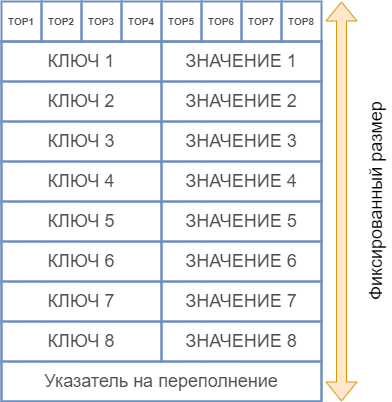 TOP1 TOP2 TOP3 TOP4 TOP5 TOP6 TOP7 TOP8
КЛЮЧ 1 ЗНАЧЕНИЕ 1
КЛЮЧ 2 ЗНАЧЕНИЕ 2
КЛЮЧ 3 ЗНАЧЕНИЕ 3
КЛЮЧ 4 ЗНАЧЕНИЕ 4
КЛЮЧ 5 ЗНАЧЕНИЕ 5
КЛЮЧ 6 ЗНАЧЕНИЕ 6
КЛЮЧ 7 ЗНАЧЕНИЕ 7
КЛЮЧ 8 ЗНАЧЕНИЕ 8
Указатель на переполнение
Фиксированный размер